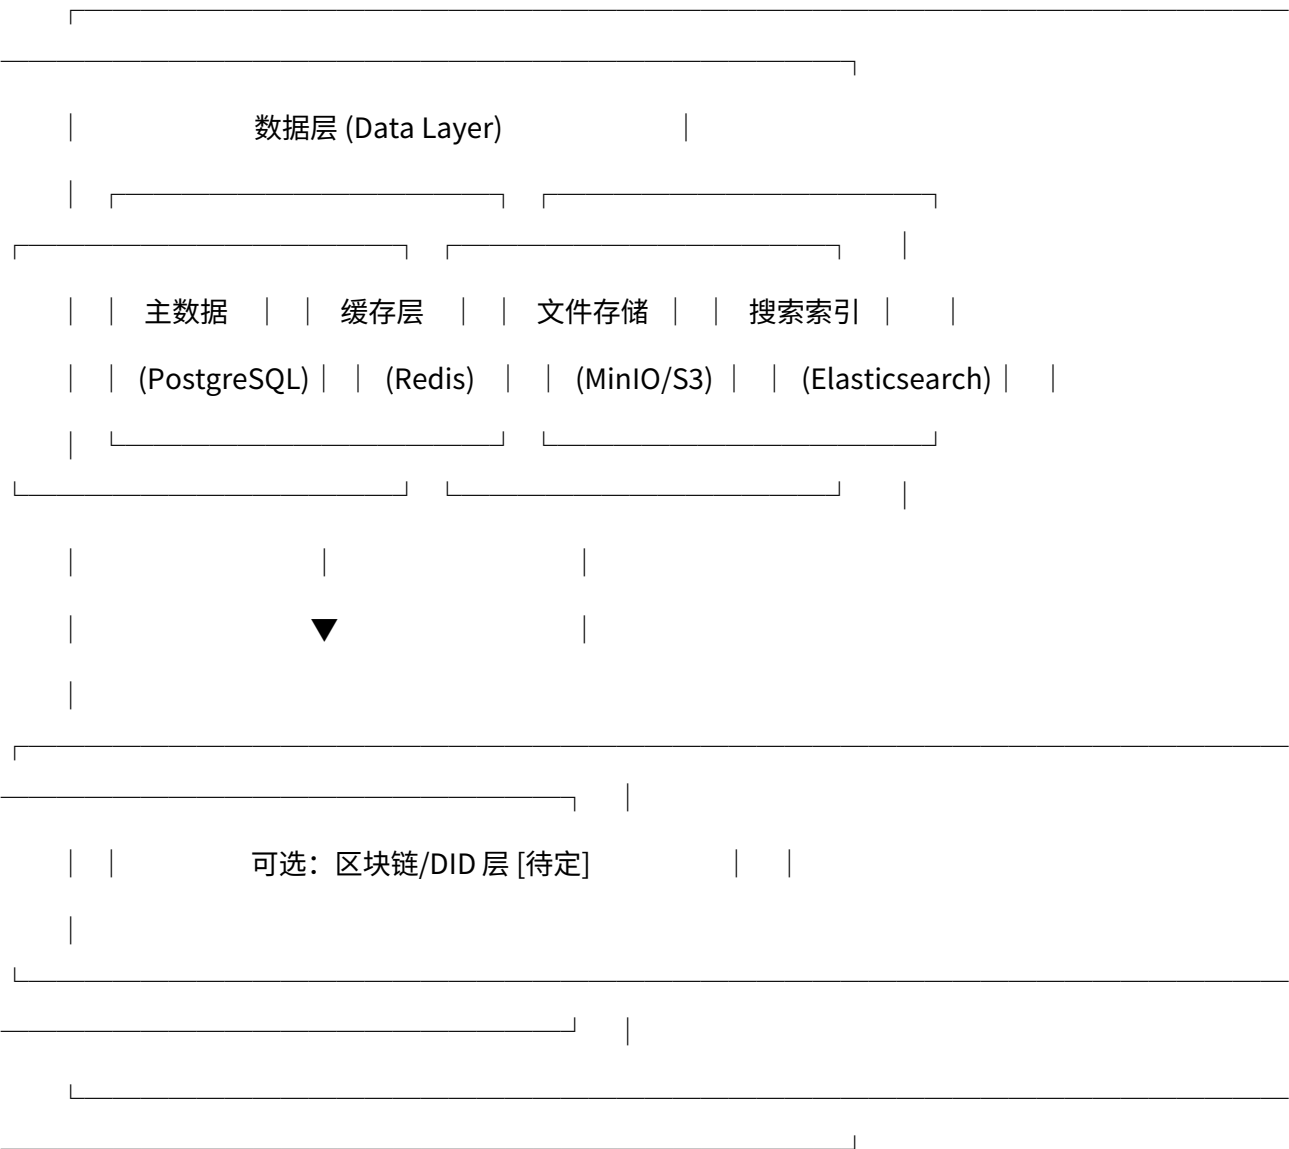 数据层 (Data Layer)
主数据 缓存层 文件存储 搜索索引
(PostgreSQL) (Redis) (MinIO/S3) (Elasticsearch)
▼
可选：区块链/DID 层 [待定]